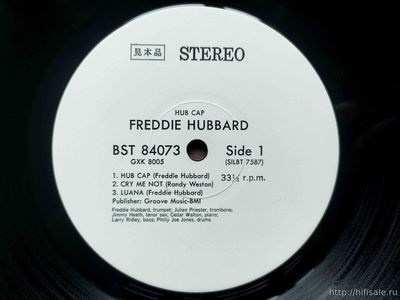 見本品 STEREO
HUB CAP
FREDDIE HUBBARD
BST 84073 Side 1
GXK 8005 (SILBT 7587)
1. HUB CAP (Freddie Hubbard) 33⅓ r.p.m.
2. CRY ME NOT (Randy Weston)
3. LUANA (Freddie Hubbard)
Publisher: Groove Music-BMI
Freddie Hubbard, trumpet; Julian Priester, trombone;
Jimmy Heath, tenor sax; Cedar Walton, piano;
Larry Ridley, bass; Philly Joe Jones, drums
http://hifisale.ru